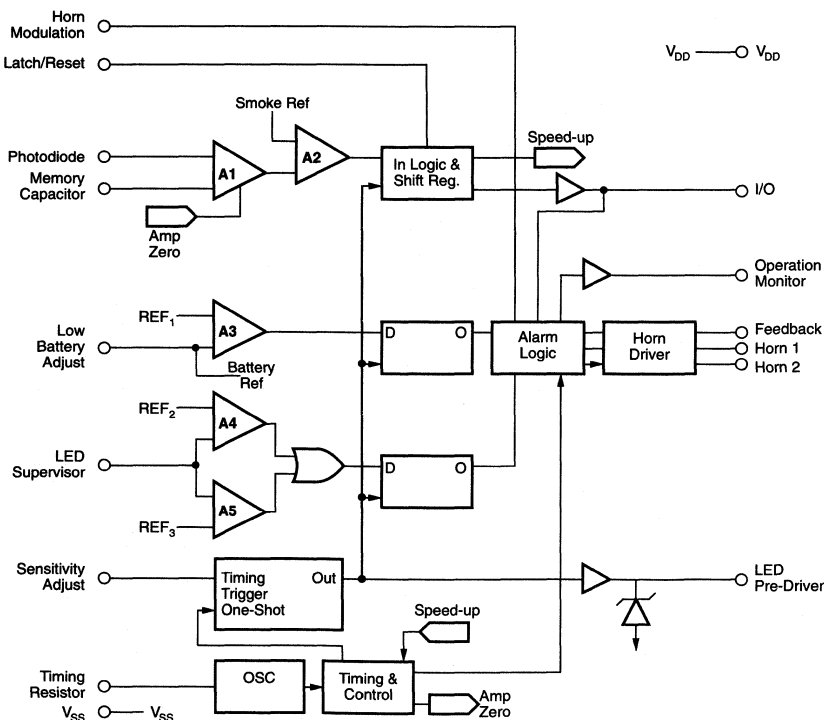 Horn
Modulation
V_DD
V_DD
Latch/Reset
Smoke Ref
Speed-up
Photodiode
A1
A2
In Logic &
Shift Reg.
Memory
Capacitor
I/O
Amp
Zero
Operation
Monitor
REF₁
Low
Battery
Adjust
A3
Battery
Ref
D
O
Alarm
Logic
Horn
Driver
Feedback
Horn 1
Horn 2
REF₂
A4
LED
Supervisor
D
O
A5
REF₃
Sensitivity
Adjust
Timing
Trigger
One-Shot
Out
LED
Pre-Driver
Speed-up
Timing
Resistor
OSC
Timing &
Control
Amp
Zero
V_SS
V_SS